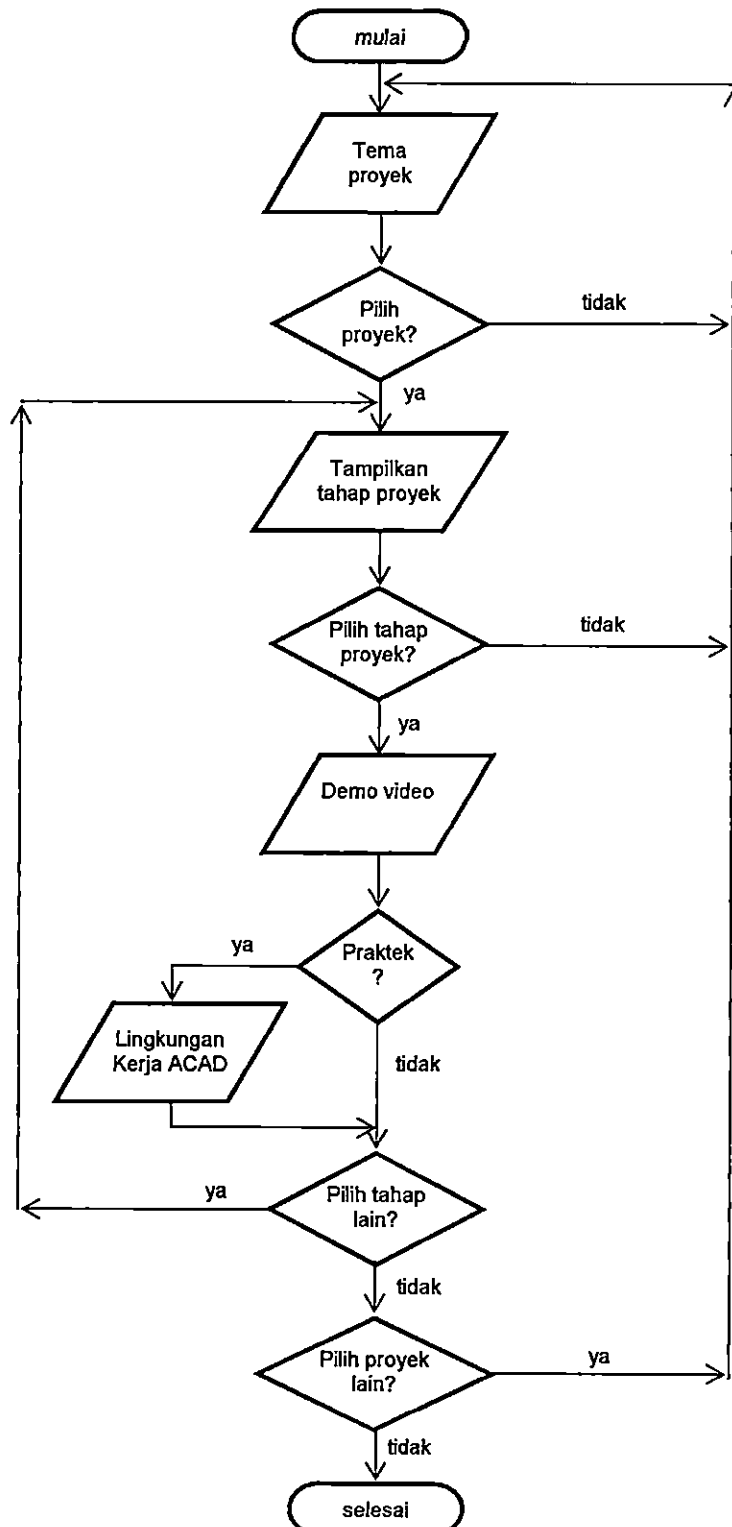 mulai
Tema
proyek
Pilih
proyek?
tidak
ya
Tampilkan
tahap proyek
Pilih tahap
proyek?
tidak
ya
Demo video
Praktek
?
ya
Lingkungan
Kerja ACAD
tidak
Pilih tahap
lain?
ya
tidak
Pilih proyek
lain?
ya
tidak
selesai